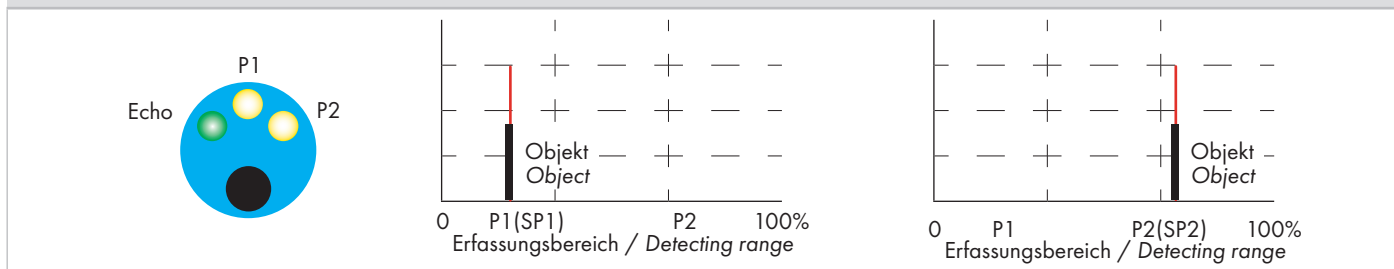 P1
Echo
P2
Objekt
Object
0 P1(SP1) P2 100%
Erfassungsbereich / Detecting range
Objekt
Object
0 P1 P2(SP2) 100%
Erfassungsbereich / Detecting range